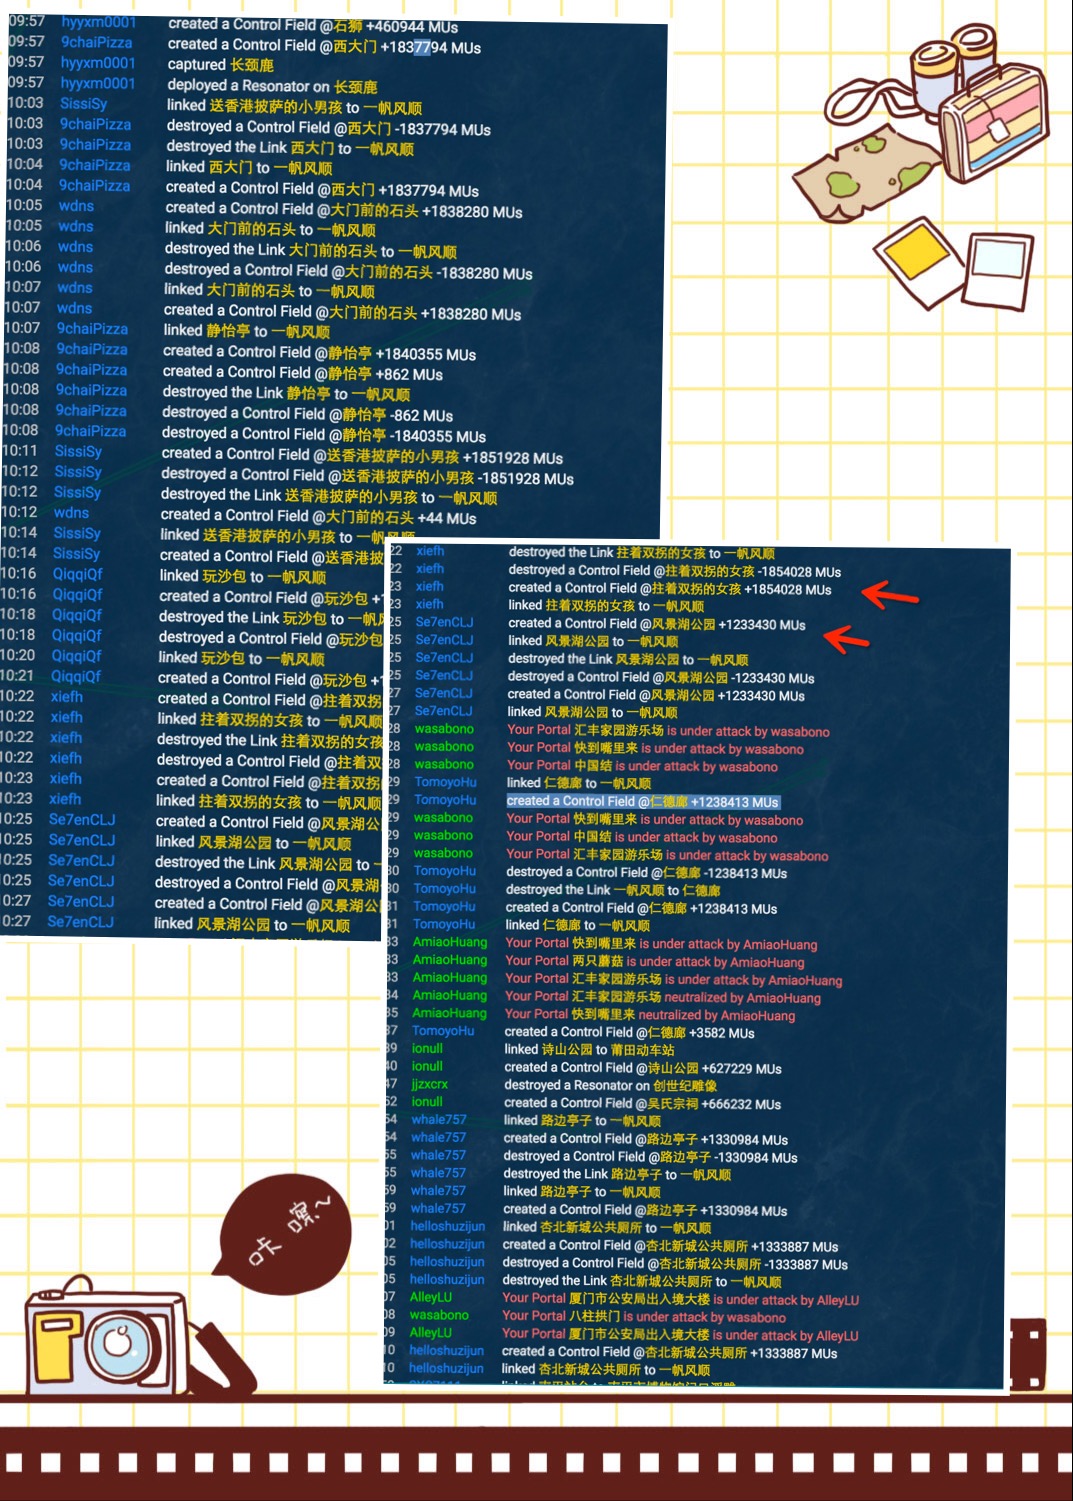 09:57 hyyxm0001 created a Control Field @石狮 +460944 MUs
09:57 9chaiPizza created a Control Field @西大门 +1837794 MUs
09:57 hyyxm0001 captured 长颈鹿
09:57 hyyxm0001 deployed a Resonator on 长颈鹿
10:03 SissiSy linked 送香港披萨的小男孩 to 一帆风顺
10:03 9chaiPizza destroyed a Control Field @西大门 -1837794 MUs
10:03 9chaiPizza destroyed the Link 西大门 to 一帆风顺
10:04 9chaiPizza linked 西大门 to 一帆风顺
10:04 9chaiPizza created a Control Field @西大门 +1837794 MUs
10:05 wdns created a Control Field @大门前的石头 +1838280 MUs
10:05 wdns linked 大门前的石头 to 一帆风顺
10:06 wdns destroyed the Link 大门前的石头 to 一帆风顺
10:06 wdns destroyed a Control Field @大门前的石头 -1838280 MUs
10:07 wdns linked 大门前的石头 to 一帆风顺
10:07 wdns created a Control Field @大门前的石头 +1838280 MUs
10:07 9chaiPizza linked 静怡亭 to 一帆风顺
10:08 9chaiPizza created a Control Field @静怡亭 +1840355 MUs
10:08 9chaiPizza created a Control Field @静怡亭 +862 MUs
10:08 9chaiPizza destroyed the Link 静怡亭 to 一帆风顺
10:08 9chaiPizza destroyed a Control Field @静怡亭 -862 MUs
10:08 9chaiPizza destroyed a Control Field @静怡亭 -1840355 MUs
10:11 SissiSy created a Control Field @送香港披萨的小男孩 +1851928 MUs
10:12 SissiSy destroyed a Control Field @送香港披萨的小男孩 -1851928 MUs
10:12 SissiSy destroyed the Link 送香港披萨的小男孩 to 一帆风顺
10:12 wdns created a Control Field @大门前的石头 +44 MUs
10:14 SissiSy linked 送香港披萨的小男孩 to 一帆风顺
10:14 SissiSy created a Control Field @送香港披
10:16 QiqqiQf linked 玩沙包 to 一帆风顺
10:16 QiqqiQf created a Control Field @玩沙包 +1
10:18 QiqqiQf destroyed the Link 玩沙包 to 一帆
10:18 QiqqiQf destroyed a Control Field @玩沙包
10:20 QiqqiQf linked 玩沙包 to 一帆风顺
10:21 QiqqiQf created a Control Field @玩沙包 +1
10:22 xiefh created a Control Field @拄着双拐
10:22 xiefh linked 拄着双拐的女孩 to 一帆风顺
10:22 xiefh destroyed the Link 拄着双拐的女孩
10:22 xiefh destroyed a Control Field @拄着双
10:23 xiefh created a Control Field @拄着双拐
10:23 xiefh linked 拄着双拐的女孩 to 一帆风顺
10:25 Se7enCLJ created a Control Field @风景湖公
10:25 Se7enCLJ linked 风景湖公园 to 一帆风顺
10:25 Se7enCLJ destroyed the Link 风景湖公园 to
10:25 Se7enCLJ destroyed a Control Field @风景湖
10:27 Se7enCLJ created a Control Field @风景湖公
10:27 Se7enCLJ linked 风景湖公园 to 一帆风顺
22 xiefh destroyed the Link 拄着双拐的女孩 to 一帆风顺
22 xiefh destroyed a Control Field @拄着双拐的女孩 -1854028 MUs
23 xiefh created a Control Field @拄着双拐的女孩 +1854028 MUs
23 xiefh linked 拄着双拐的女孩 to 一帆风顺
25 Se7enCLJ created a Control Field @风景湖公园 +1233430 MUs
25 Se7enCLJ linked 风景湖公园 to 一帆风顺
25 Se7enCLJ destroyed the Link 风景湖公园 to 一帆风顺
25 Se7enCLJ destroyed a Control Field @风景湖公园 -1233430 MUs
27 Se7enCLJ created a Control Field @风景湖公园 +1233430 MUs
27 Se7enCLJ linked 风景湖公园 to 一帆风顺
28 wasabono Your Portal 汇丰家园游乐场 is under attack by wasabono
28 wasabono Your Portal 快到嘴里来 is under attack by wasabono
28 wasabono Your Portal 中国结 is under attack by wasabono
29 TomoyoHu linked 仁德廊 to 一帆风顺
29 TomoyoHu created a Control Field @仁德廊 +1238413 MUs
29 wasabono Your Portal 快到嘴里来 is under attack by wasabono
29 wasabono Your Portal 中国结 is under attack by wasabono
29 wasabono Your Portal 汇丰家园游乐场 is under attack by wasabono
30 TomoyoHu destroyed a Control Field @仁德廊 -1238413 MUs
30 TomoyoHu destroyed the Link 一帆风顺 to 仁德廊
31 TomoyoHu created a Control Field @仁德廊 +1238413 MUs
31 TomoyoHu linked 仁德廊 to 一帆风顺
33 AmiaoHuang Your Portal 快到嘴里来 is under attack by AmiaoHuang
33 AmiaoHuang Your Portal 两只蘑菇 is under attack by AmiaoHuang
33 AmiaoHuang Your Portal 汇丰家园游乐场 is under attack by AmiaoHuang
34 AmiaoHuang Your Portal 汇丰家园游乐场 neutralized by AmiaoHuang
35 AmiaoHuang Your Portal 快到嘴里来 neutralized by AmiaoHuang
37 TomoyoHu created a Control Field @仁德廊 +3582 MUs
39 ionull linked 诗山公园 to 莆田动车站
40 ionull created a Control Field @诗山公园 +627229 MUs
47 jjzxcrx destroyed a Resonator on 创世纪雕像
52 ionull created a Control Field @吴氏宗祠 +666232 MUs
54 whale757 linked 路边亭子 to 一帆风顺
54 whale757 created a Control Field @路边亭子 +1330984 MUs
55 whale757 destroyed a Control Field @路边亭子 -1330984 MUs
55 whale757 destroyed the Link 路边亭子 to 一帆风顺
59 whale757 linked 路边亭子 to 一帆风顺
59 whale757 created a Control Field @路边亭子 +1330984 MUs
01 helloshuzijun linked 杏北新城公共厕所 to 一帆风顺
02 helloshuzijun created a Control Field @杏北新城公共厕所 +1333887 MUs
05 helloshuzijun destroyed a Control Field @杏北新城公共厕所 -1333887 MUs
05 helloshuzijun destroyed the Link 杏北新城公共厕所 to 一帆风顺
07 AlleyLU Your Portal 厦门市公安局出入境大楼 is under attack by AlleyLU
08 wasabono Your Portal 八柱拱门 is under attack by wasabono
09 AlleyLU Your Portal 厦门市公安局出入境大楼 is under attack by AlleyLU
10 helloshuzijun created a Control Field @杏北新城公共厕所 +1333887 MUs
10 helloshuzijun linked 杏北新城公共厕所 to 一帆风顺
咔嚓~